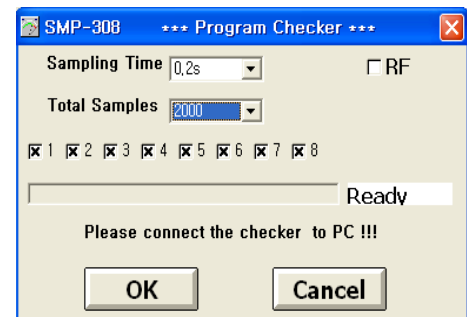 SMP-308 *** Program Checker ***
Sampling Time 0,2s RF
Total Samples 2000
1 2 3 4 5 6 7 8
Ready
Please connect the checker to PC !!!
OK Cancel